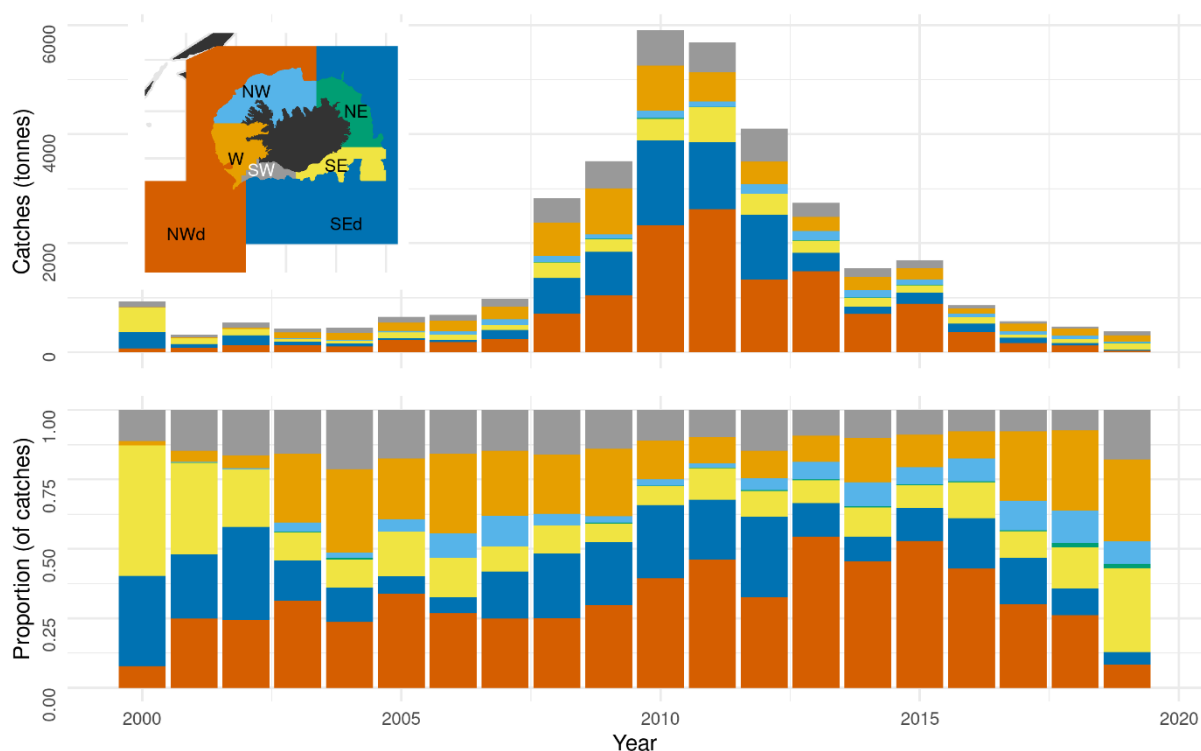 Catches (tonnes)
6000
4000
2000
0
NW
NE
W
SW
SE
NWd
SEd
Proportion (of catches)
1.00
0.75
0.50
0.25
0.00
2000
2005
2010
2015
2020
Year